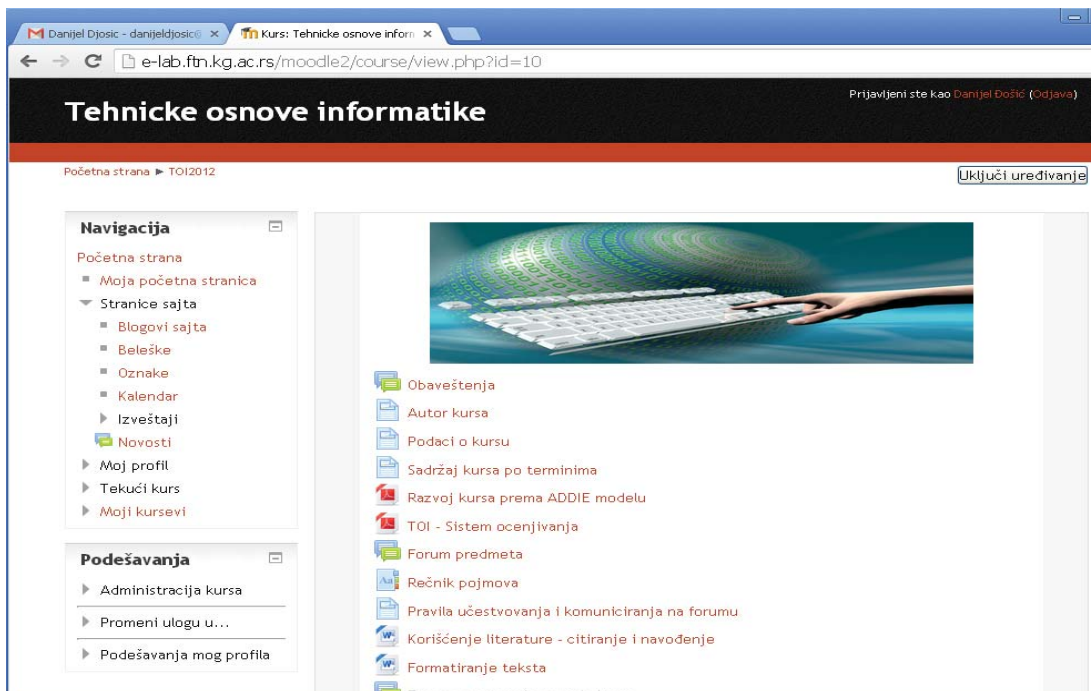 Danijel Djosic - danijeldjosic@
Kurs: Tehnicke osnove inform
e-lab.ftn.kg.ac.rs/moodle2/course/view.php?id=10
Tehnicke osnove informatike
Prijavljeni ste kao Danijel Đošić (Odjava)
Početna strana ► TOI2012
Uključi uređivanje
Navigacija
Početna strana
Moja početna stranica
Stranice sajta
Blogovi sajta
Beleške
Oznake
Kalendar
Izveštaji
Novosti
Moj profil
Tekući kurs
Moji kursevi
Podešavanja
Administracija kursa
Promeni ulogu u...
Podešavanja mog profila
Obaveštenja
Autor kursa
Podaci o kursu
Sadržaj kursa po terminima
Razvoj kursa prema ADDIE modelu
TOI - Sistem ocenjivanja
Forum predmeta
Rečnik pojmova
Pravila učestvovanja i komuniciranja na forumu
Korišćenje literature - citiranje i navođenje
Formatiranje teksta